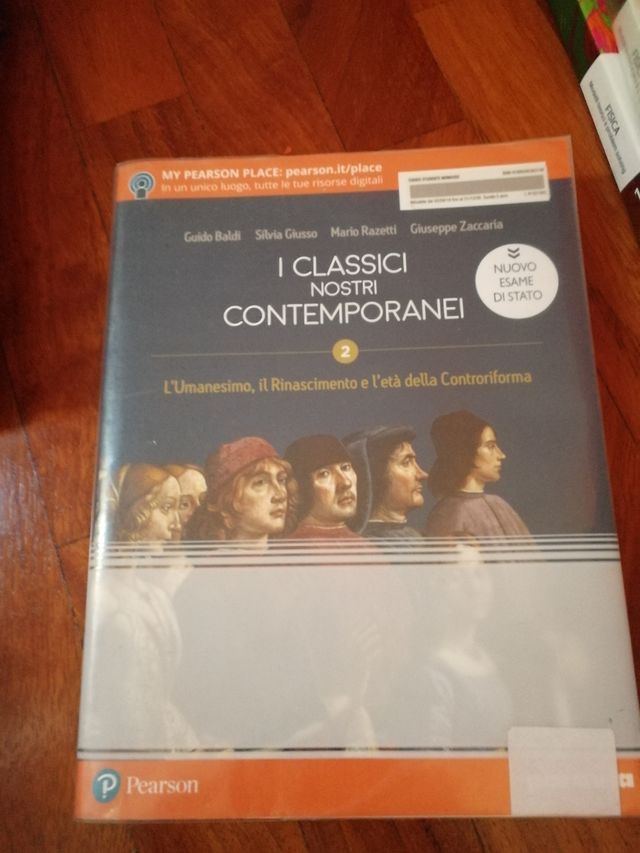 MY PEARSON PLACE: pearson.it/place
In un unico luogo, tutte le tue risorse digitali
Guido Baldi Silvia Giusso Mario Razetti Giuseppe Zaccaria
I CLASSICI
NOSTRI
CONTEMPORANEI
NUOVO
ESAME
DI STATO
2
L'Umanesimo, il Rinascimento e l'età della Controriforma
Pearson
FISICA